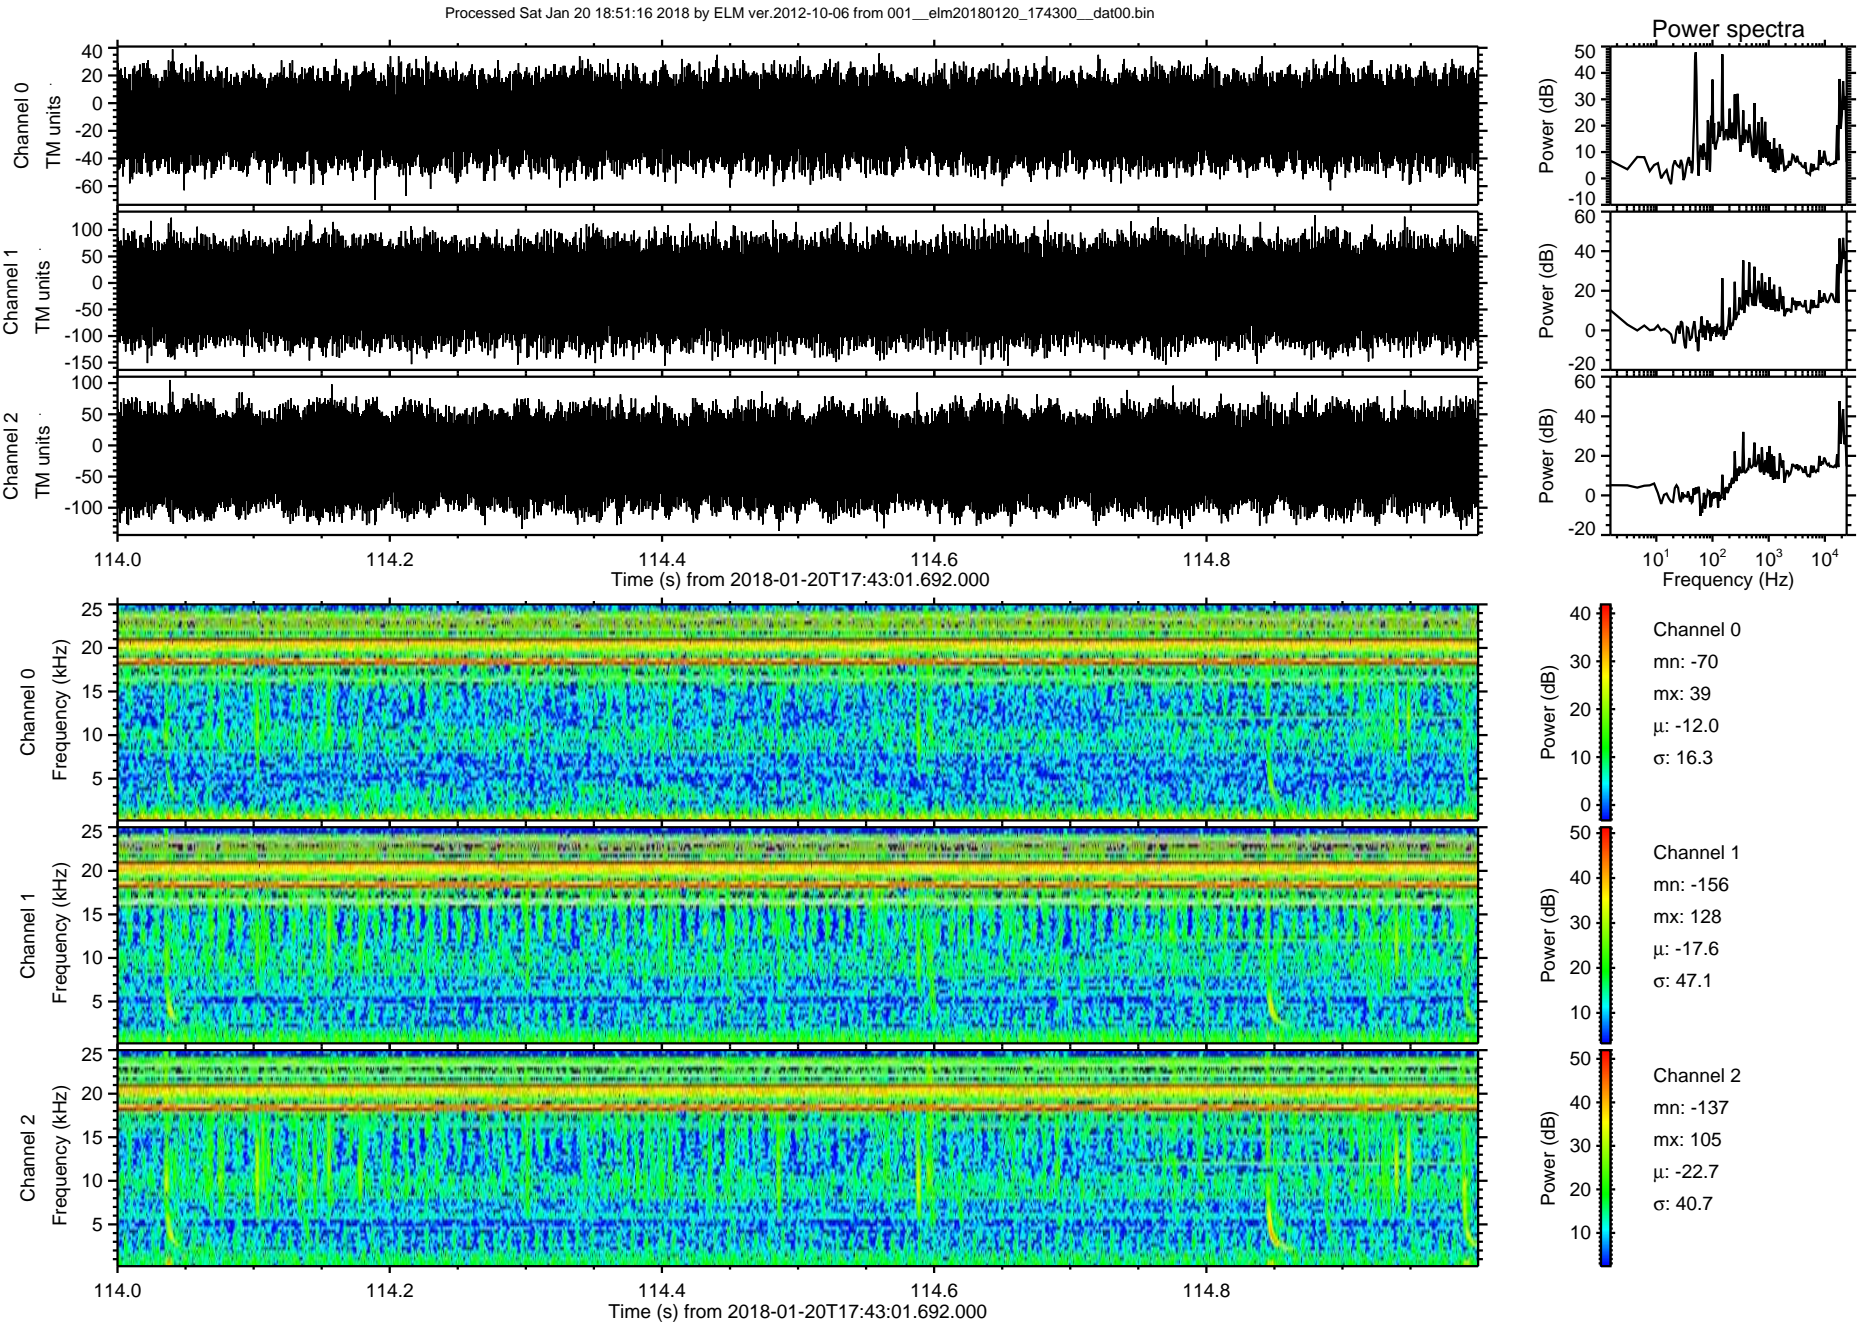 Processed Sat Jan 20 18:51:16 2018 by ELM ver.2012-10-06 from 001__elm20180120_174300__dat00.bin
Power spectra
Channel 0
TM units
40
20
0
-20
-40
-60
Power (dB)
50
40
30
20
10
0
-10
Channel 1
TM units
100
50
0
-50
-100
-150
Power (dB)
60
40
20
0
-20
Channel 2
TM units
100
50
0
-50
-100
Power (dB)
60
40
20
0
-20
114.0 114.2 114.4 114.6 114.8
Time (s) from 2018-01-20T17:43:01.692.000
10¹ 10² 10³ 10⁴
Frequency (Hz)
Channel 0
Frequency (kHz)
25
20
15
10
5
Power (dB)
40
30
20
10
0
Channel 0
mn: -70
mx: 39
μ: -12.0
σ: 16.3
Channel 1
Frequency (kHz)
25
20
15
10
5
Power (dB)
50
40
30
20
10
Channel 1
mn: -156
mx: 128
μ: -17.6
σ: 47.1
Channel 2
Frequency (kHz)
25
20
15
10
5
Power (dB)
50
40
30
20
10
Channel 2
mn: -137
mx: 105
μ: -22.7
σ: 40.7
114.0 114.2 114.4 114.6 114.8
Time (s) from 2018-01-20T17:43:01.692.000